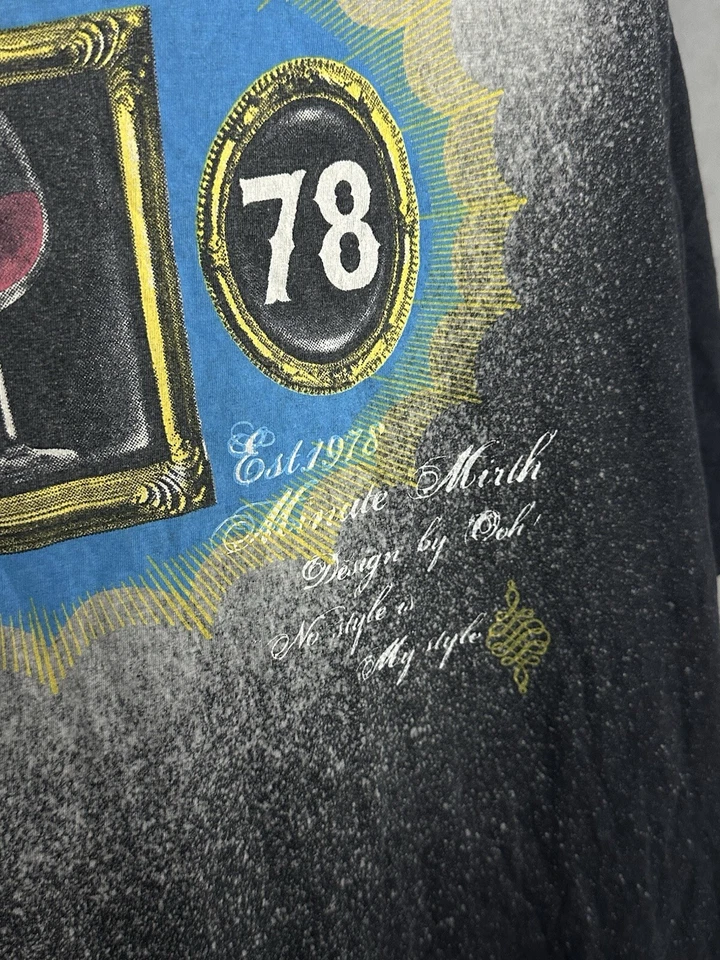 78
Est.1978
Minute Mirth
Design by 'Ooh'
No style is
My style